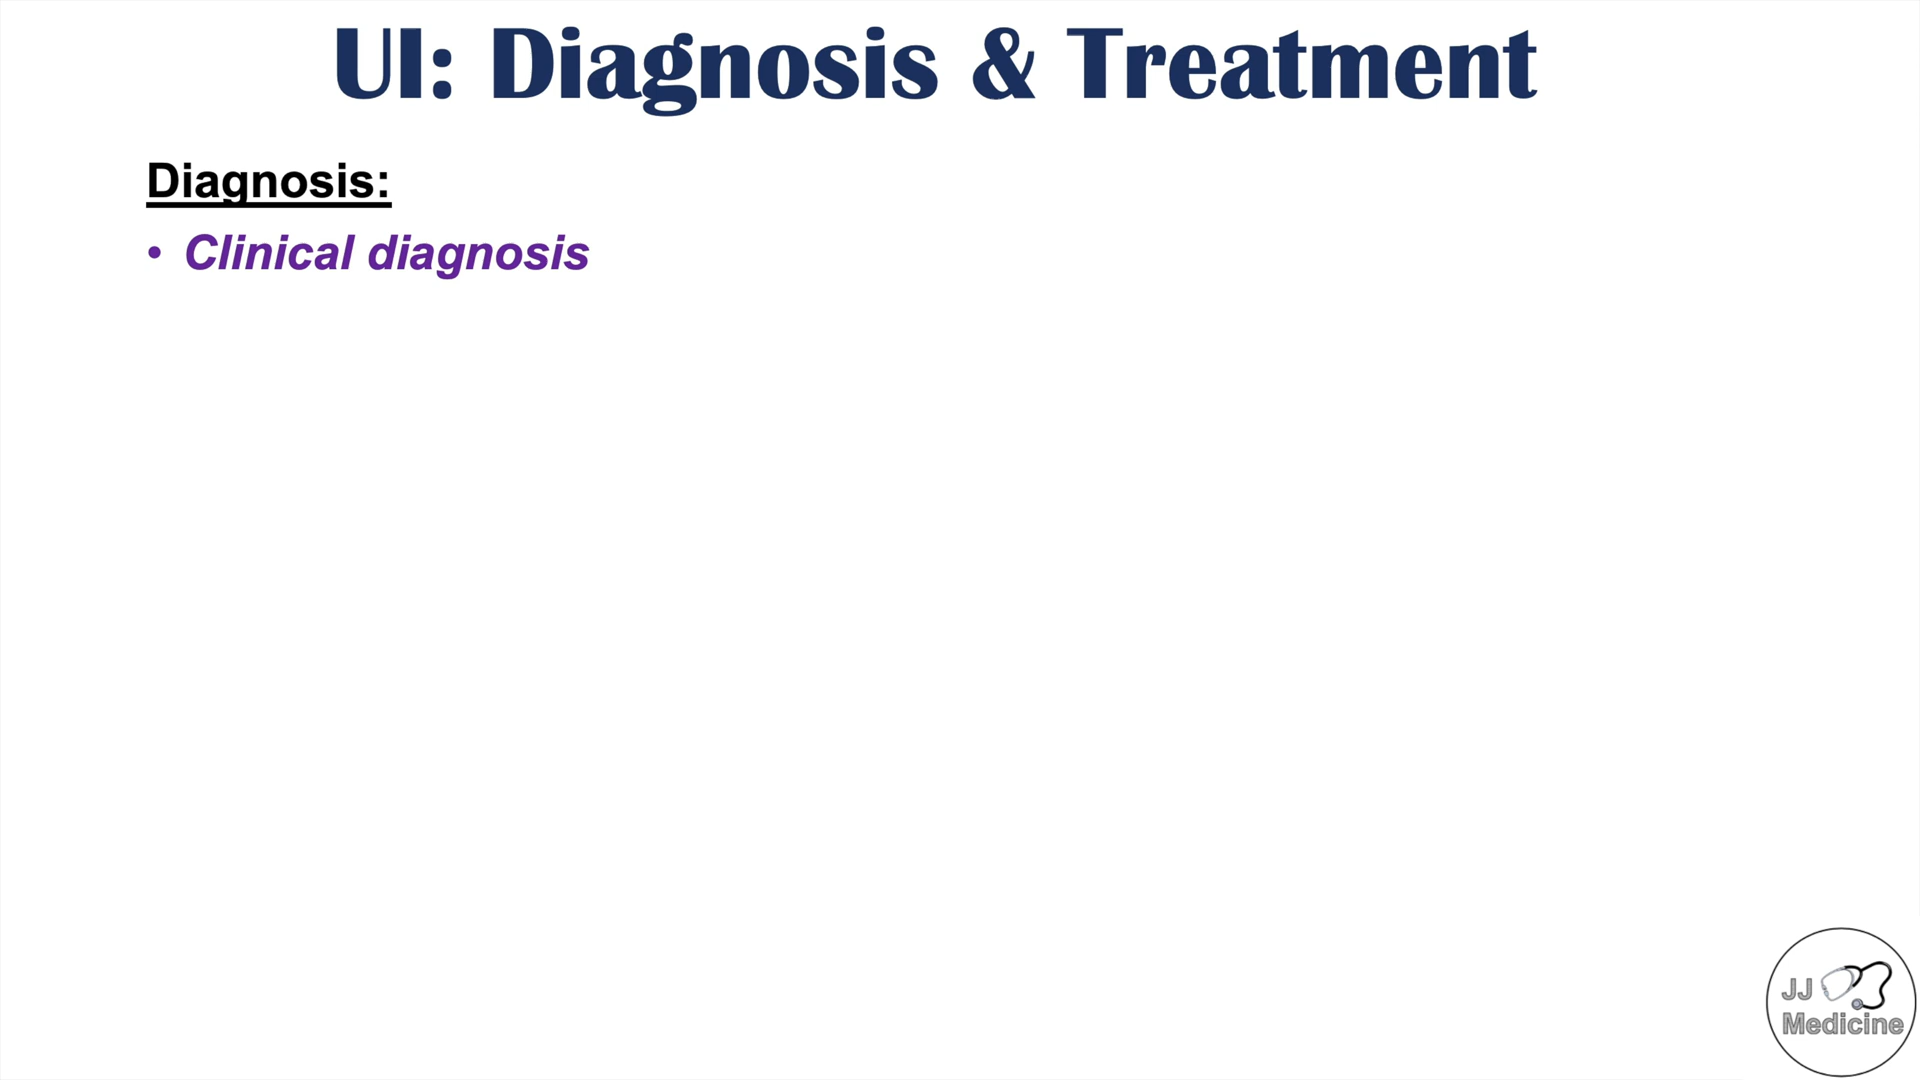 UI: Diagnosis & Treatment
Diagnosis:
• Clinical diagnosis
JJ
Medicine